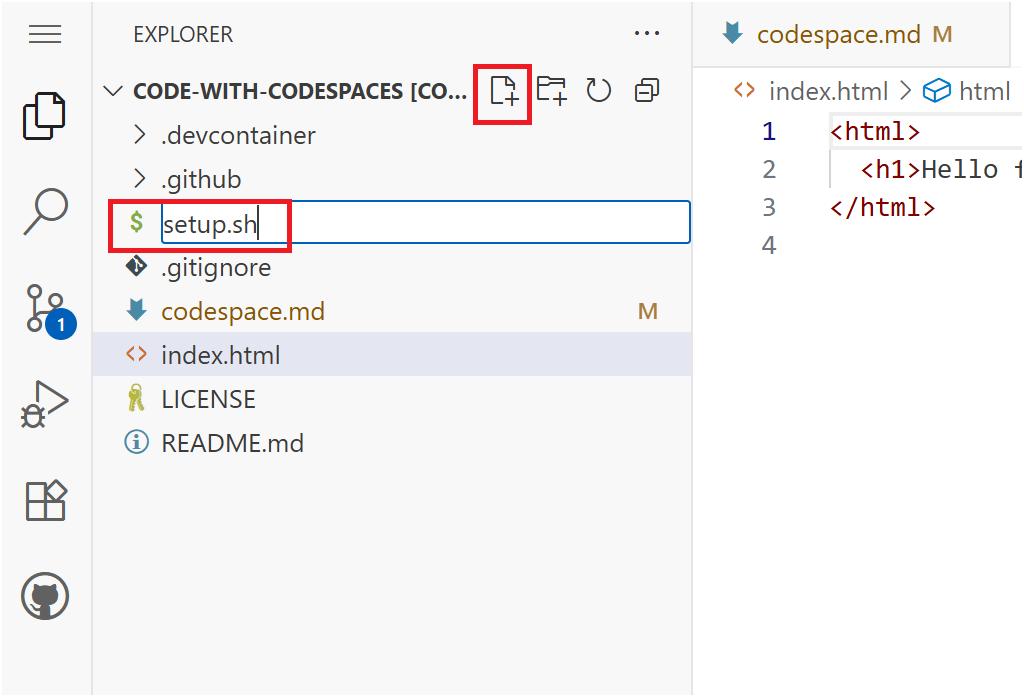 EXPLORER
...
CODE-WITH-CODESPACES [CO...
.devcontainer
.github
$ setup.sh
.gitignore
codespace.md M
index.html
LICENSE
README.md
1
codespace.md M
<> index.html > html
1 <html>
2 <h1>Hello
3 </html>
4